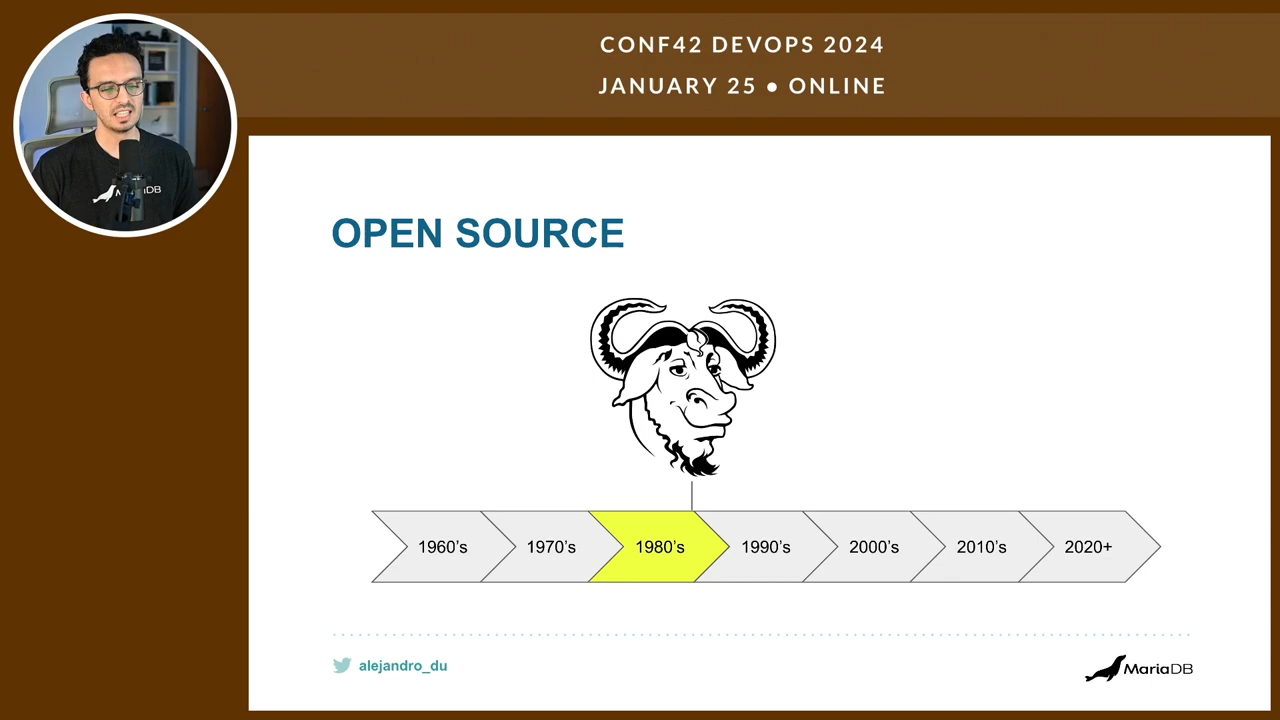 CONF42 DEVOPS 2024
JANUARY 25 ● ONLINE
OPEN SOURCE
1960's
1970's
1980's
1990's
2000's
2010's
2020+
alejandro_du
MariaDB